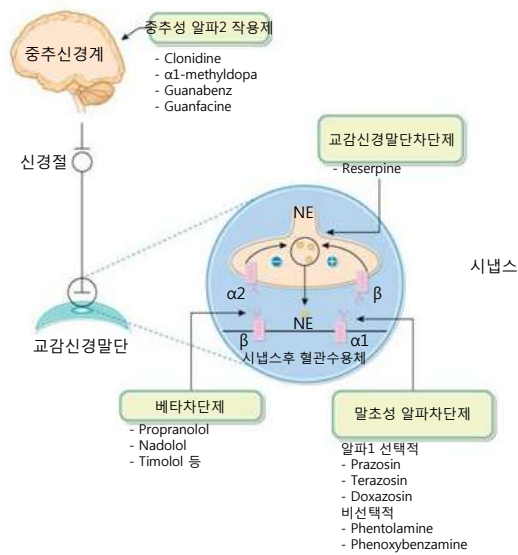 중추성 알파2 작용제
- Clonidine
- α1-methyldopa
- Guanabenz
- Guanfacine
중추신경계
신경절
교감신경말단차단제
- Reserpine
시냅스
NE
α2
β
NE
β
α1
시냅스후 혈관수용체
교감신경말단
베타차단제
- Propranolol
- Nadolol
- Timolol 등
말초성 알파차단제
알파1 선택적
- Prazosin
- Terazosin
- Doxazosin
비선택적
- Phentolamine
- Phenoxybenzamine